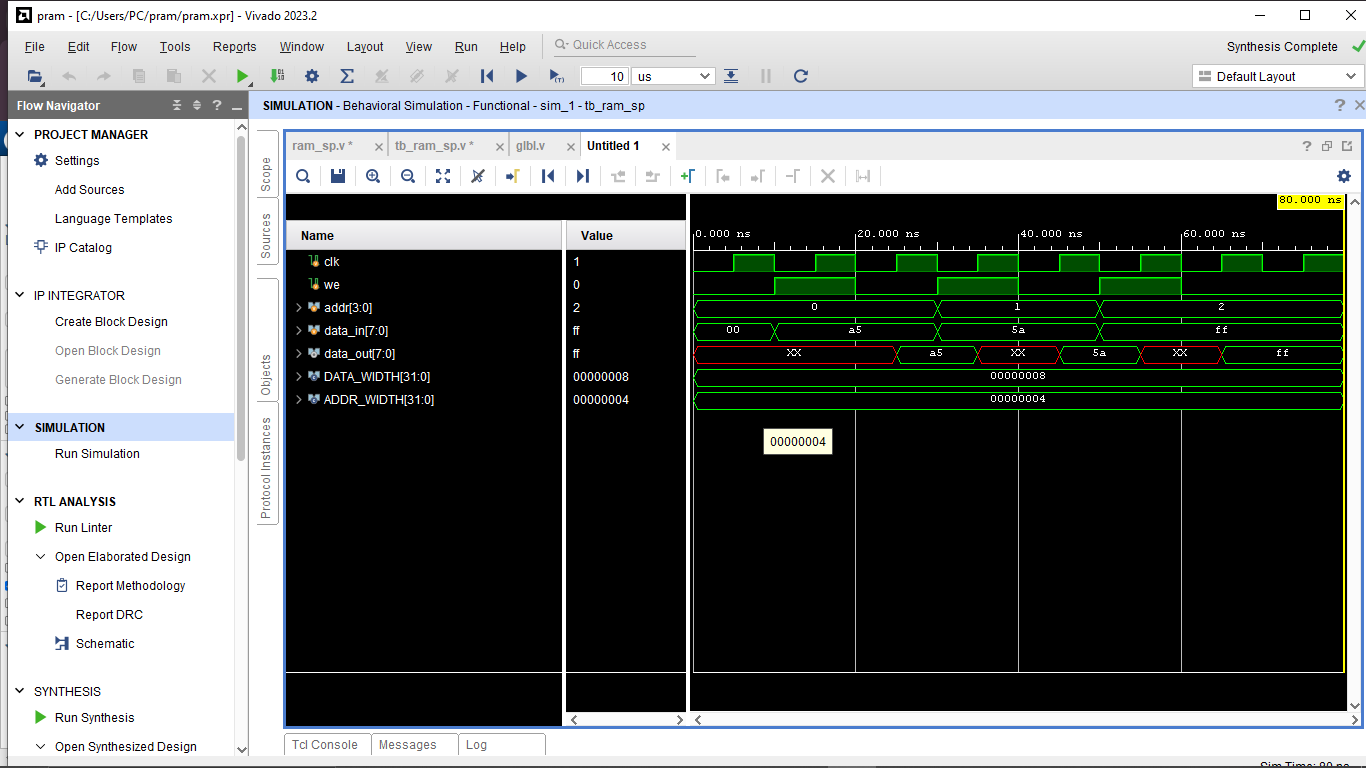 pram - [C:/Users/PC/pram/pram.xpr] - Vivado 2023.2
File Edit Flow Tools Reports Window Layout View Run Help Quick Access Synthesis Complete
10 us Default Layout
Flow Navigator
SIMULATION - Behavioral Simulation - Functional - sim_1 - tb_ram_sp
PROJECT MANAGER
Settings
Add Sources
Language Templates
IP Catalog
IP INTEGRATOR
Create Block Design
Open Block Design
Generate Block Design
SIMULATION
Run Simulation
RTL ANALYSIS
Run Linter
Open Elaborated Design
Report Methodology
Report DRC
Schematic
SYNTHESIS
Run Synthesis
Open Synthesized Design
Scope
Sources
Objects
Protocol Instances
ram_sp.v * tb_ram_sp.v * glbl.v Untitled 1
80.000 ns
Name Value
0.000 ns 20.000 ns 40.000 ns 60.000 ns
clk 1
we 0
addr[3:0] 2 0 1 2
data_in[7:0] ff 00 a5 5a ff
data_out[7:0] ff XX a5 XX 5a XX ff
DATA_WIDTH[31:0] 00000008 00000008
ADDR_WIDTH[31:0] 00000004 00000004
00000004
Tcl Console Messages Log
Sim Time: 80 ns